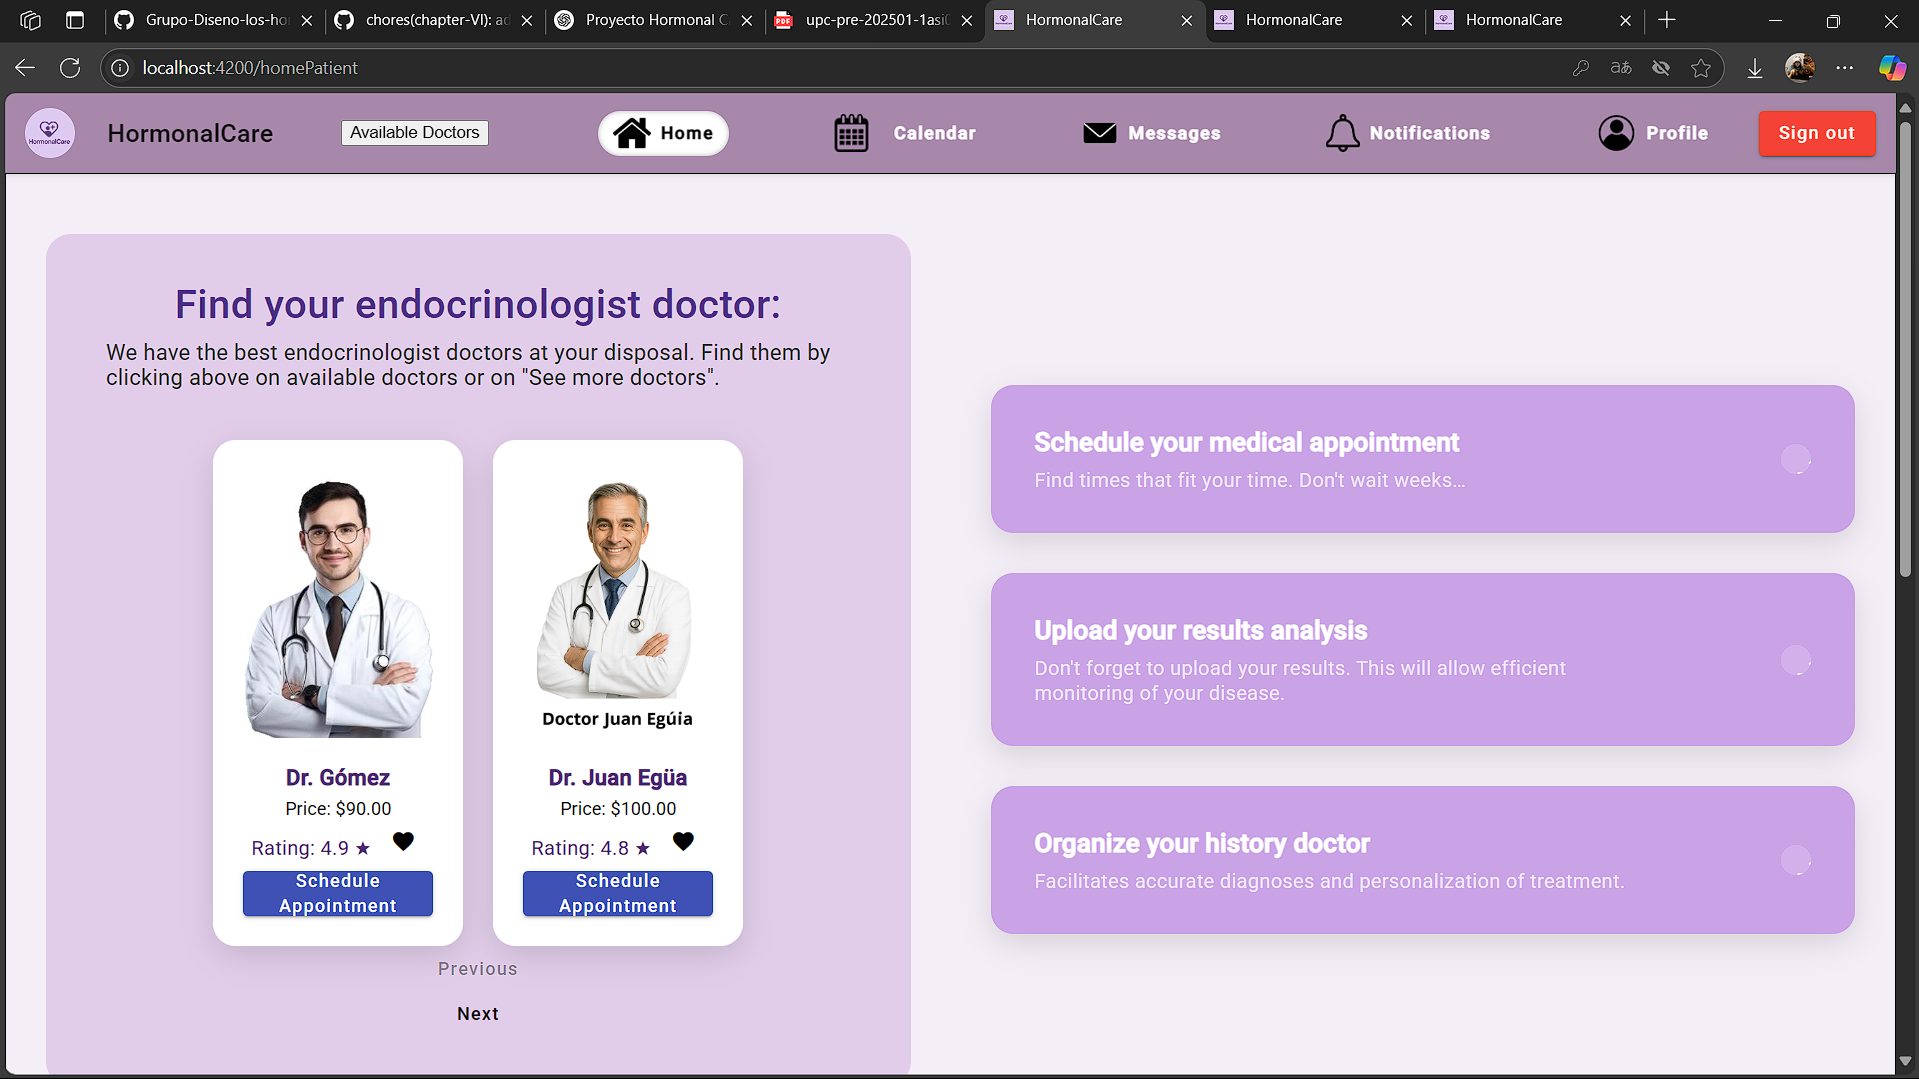 Grupo-Diseno-los-ho
chores(chapter-VI): ad
Proyecto Hormonal C
upc-pre-202501-1asi0
HormonalCare
HormonalCare
HormonalCare
localhost:4200/homePatient
HormonalCare
HormonalCare
Available Doctors
Home
Calendar
Messages
Notifications
Profile
Sign out
Find your endocrinologist doctor:
We have the best endocrinologist doctors at your disposal. Find them by
clicking above on available doctors or on "See more doctors".
Doctor Juan Egúia
Dr. Gómez
Price: $90.00
Rating: 4.9 ★
Schedule
Appointment
Dr. Juan Egüa
Price: $100.00
Rating: 4.8 ★
Schedule
Appointment
Previous
Next
Schedule your medical appointment
Find times that fit your time. Don't wait weeks...
Upload your results analysis
Don't forget to upload your results. This will allow efficient
monitoring of your disease.
Organize your history doctor
Facilitates accurate diagnoses and personalization of treatment.